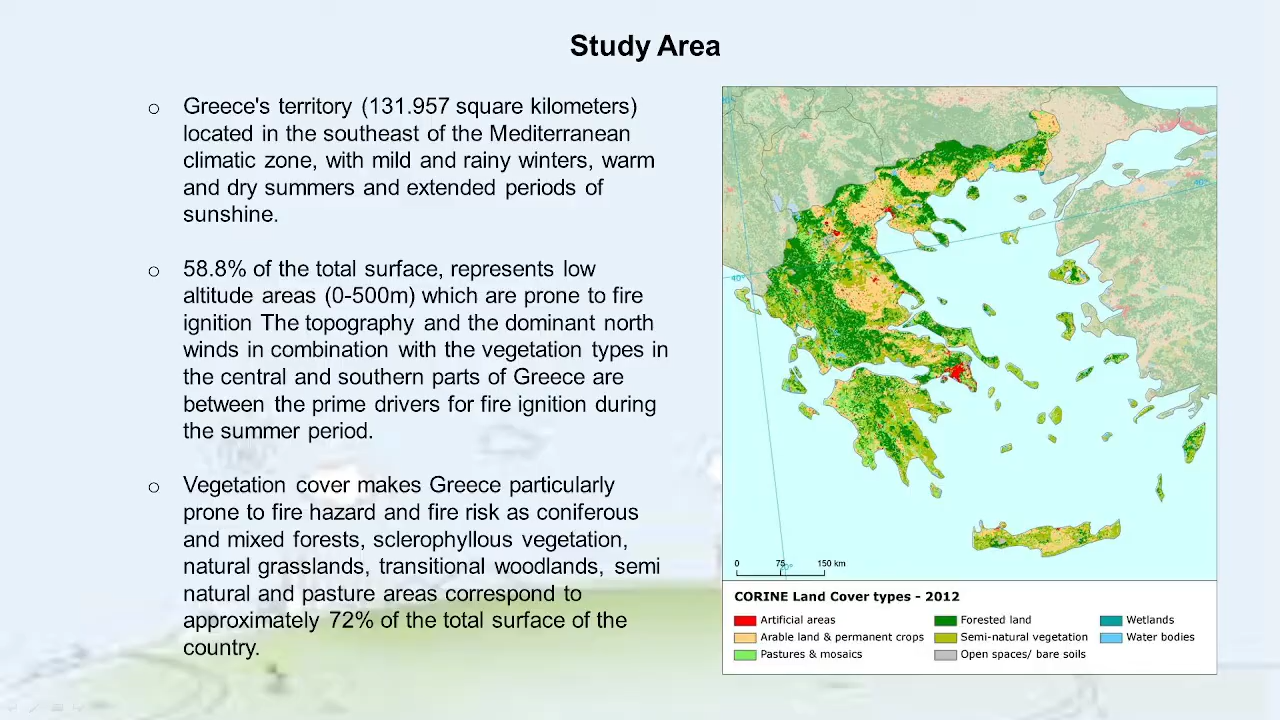 Study Area
o Greece's territory (131.957 square kilometers)
located in the southeast of the Mediterranean
climatic zone, with mild and rainy winters, warm
and dry summers and extended periods of
sunshine.
o 58.8% of the total surface, represents low
altitude areas (0-500m) which are prone to fire
ignition The topography and the dominant north
winds in combination with the vegetation types in
the central and southern parts of Greece are
between the prime drivers for fire ignition during
the summer period.
o Vegetation cover makes Greece particularly
prone to fire hazard and fire risk as coniferous
and mixed forests, sclerophyllous vegetation,
natural grasslands, transitional woodlands, semi
natural and pasture areas correspond to
approximately 72% of the total surface of the
country.
40°
40°
0 75 150 km
CORINE Land Cover types - 2012
Artificial areas
Arable land & permanent crops
Pastures & mosaics
Forested land
Semi-natural vegetation
Open spaces/ bare soils
Wetlands
Water bodies